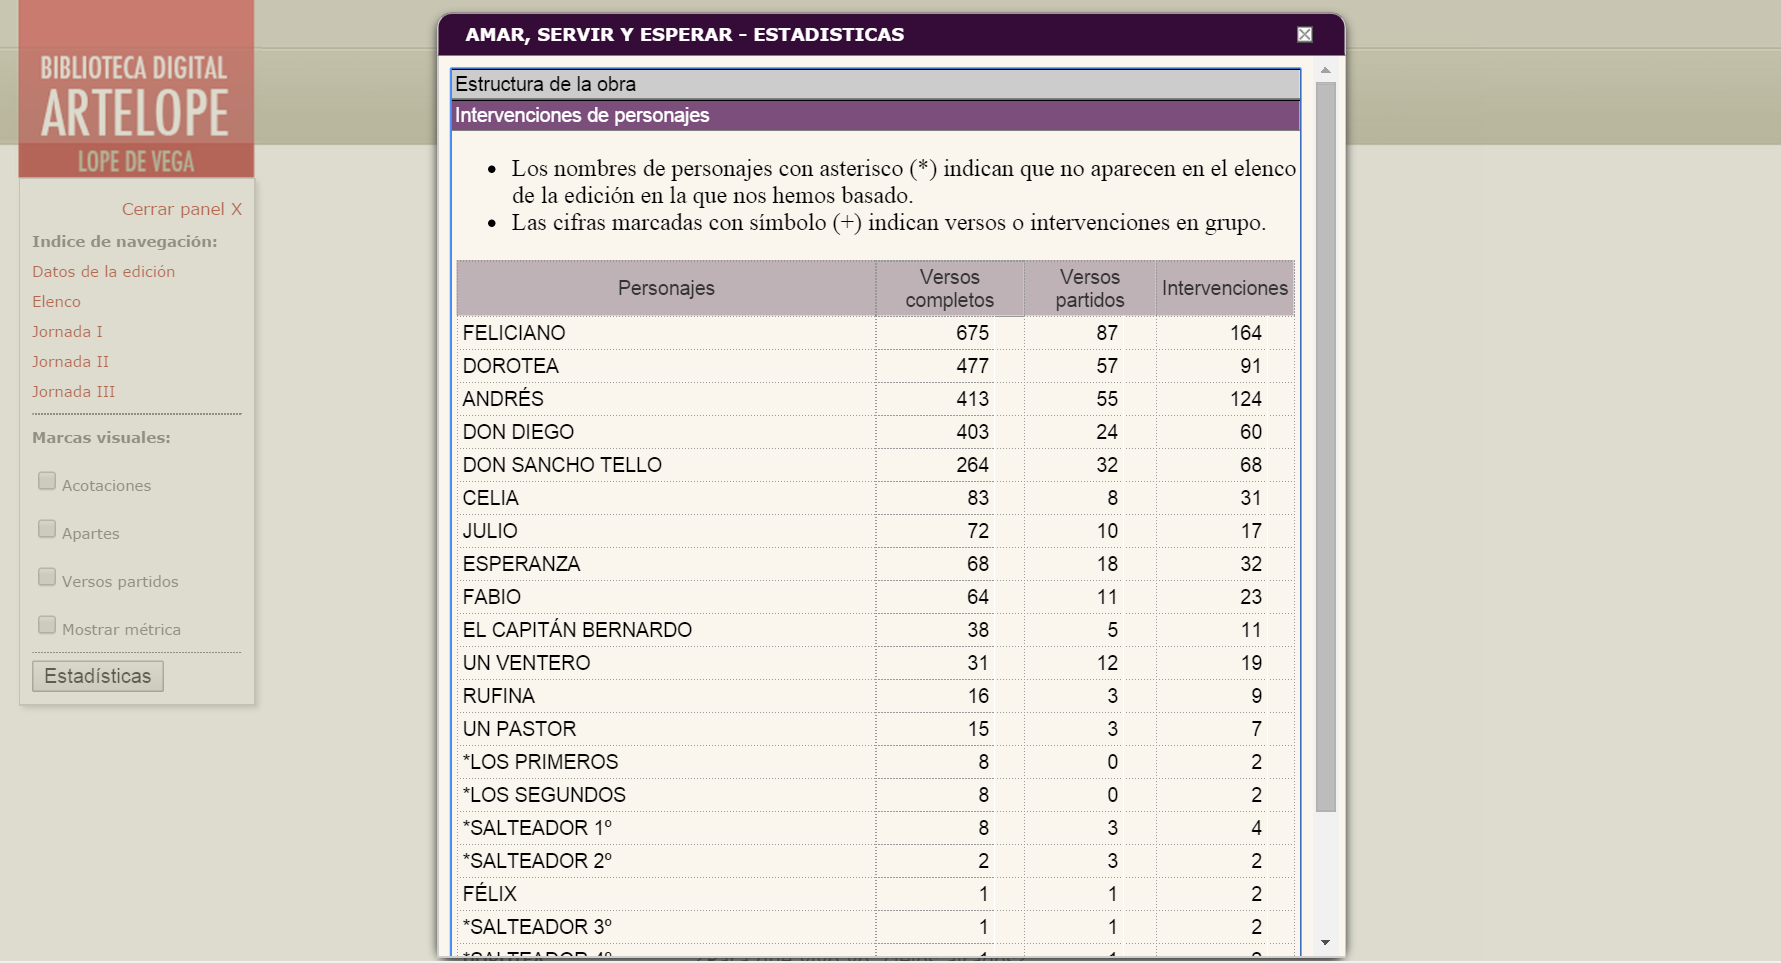 BIBLIOTECA DIGITAL
ARTELOPE
LOPE DE VEGA
Cerrar panel X
Indice de navegación:
Datos de la edición
Elenco
Jornada I
Jornada II
Jornada III
Marcas visuales:
Acotaciones
Apartes
Versos partidos
Mostrar métrica
Estadísticas
AMAR, SERVIR Y ESPERAR - ESTADISTICAS
Estructura de la obra
Intervenciones de personajes
• Los nombres de personajes con asterisco (*) indican que no aparecen en el elenco
de la edición en la que nos hemos basado.
• Las cifras marcadas con símbolo (+) indican versos o intervenciones en grupo.
Personajes Versos completos Versos partidos Intervenciones
FELICIANO 675 87 164
DOROTEA 477 57 91
ANDRÉS 413 55 124
DON DIEGO 403 24 60
DON SANCHO TELLO 264 32 68
CELIA 83 8 31
JULIO 72 10 17
ESPERANZA 68 18 32
FABIO 64 11 23
EL CAPITÁN BERNARDO 38 5 11
UN VENTERO 31 12 19
RUFINA 16 3 9
UN PASTOR 15 3 7
*LOS PRIMEROS 8 0 2
*LOS SEGUNDOS 8 0 2
*SALTEADOR 1º 8 3 4
*SALTEADOR 2º 2 3 2
FÉLIX 1 1 2
*SALTEADOR 3º 1 1 2
*SALTEADOR 4º 1 1